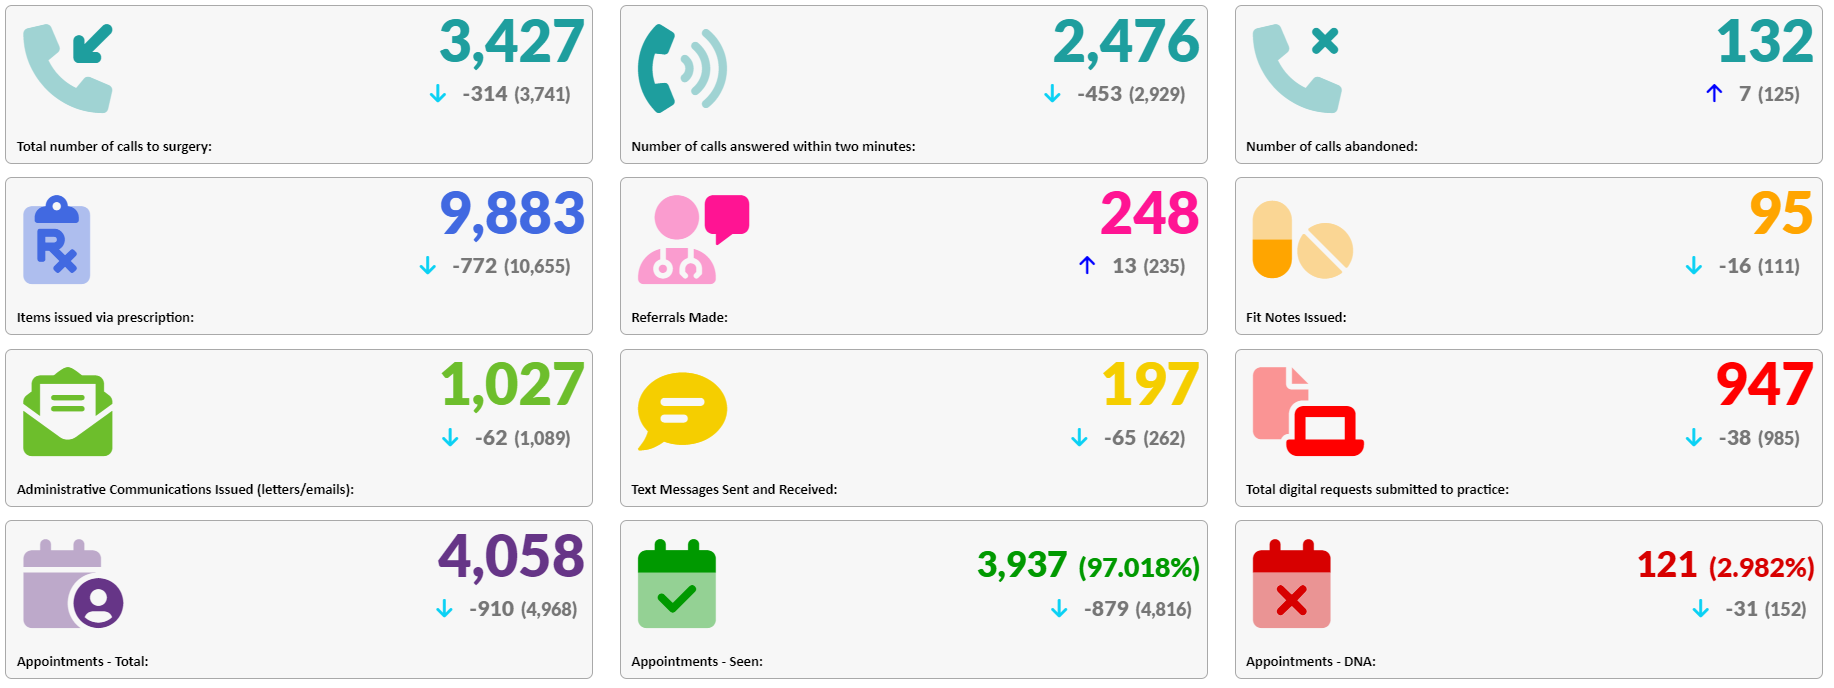 3,427
-314 (3,741)
Total number of calls to surgery:
2,476
-453 (2,929)
Number of calls answered within two minutes:
132
7 (125)
Number of calls abandoned:
Rx
9,883
-772 (10,655)
Items issued via prescription:
248
13 (235)
Referrals Made:
95
-16 (111)
Fit Notes Issued:
1,027
-62 (1,089)
Administrative Communications Issued (letters/emails):
197
-65 (262)
Text Messages Sent and Received:
947
-38 (985)
Total digital requests submitted to practice:
4,058
-910 (4,968)
Appointments - Total:
3,937 (97.018%)
-879 (4,816)
Appointments - Seen:
121 (2.982%)
-31 (152)
Appointments - DNA: